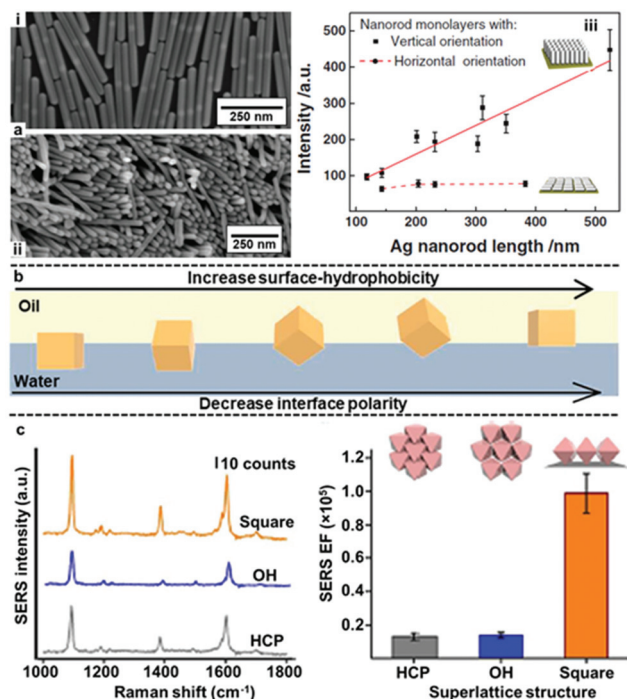 i
250 nm
a
250 nm
ii
iii
Nanorod monolayers with:
Vertical orientation
Horizontal orientation
Intensity /a.u.
500
400
300
200
100
100 200 300 400 500
Ag nanorod length /nm
b
Increase surface-hydrophobicity
Oil
Water
Decrease interface polarity
c
SERS intensity (a.u.)
I10 counts
Square
OH
HCP
1000 1200 1400 1600 1800
Raman shift (cm⁻¹)
SERS EF (×10⁵)
1.2
1.0
0.8
0.6
0.4
0.2
HCP OH Square
Superlattice structure